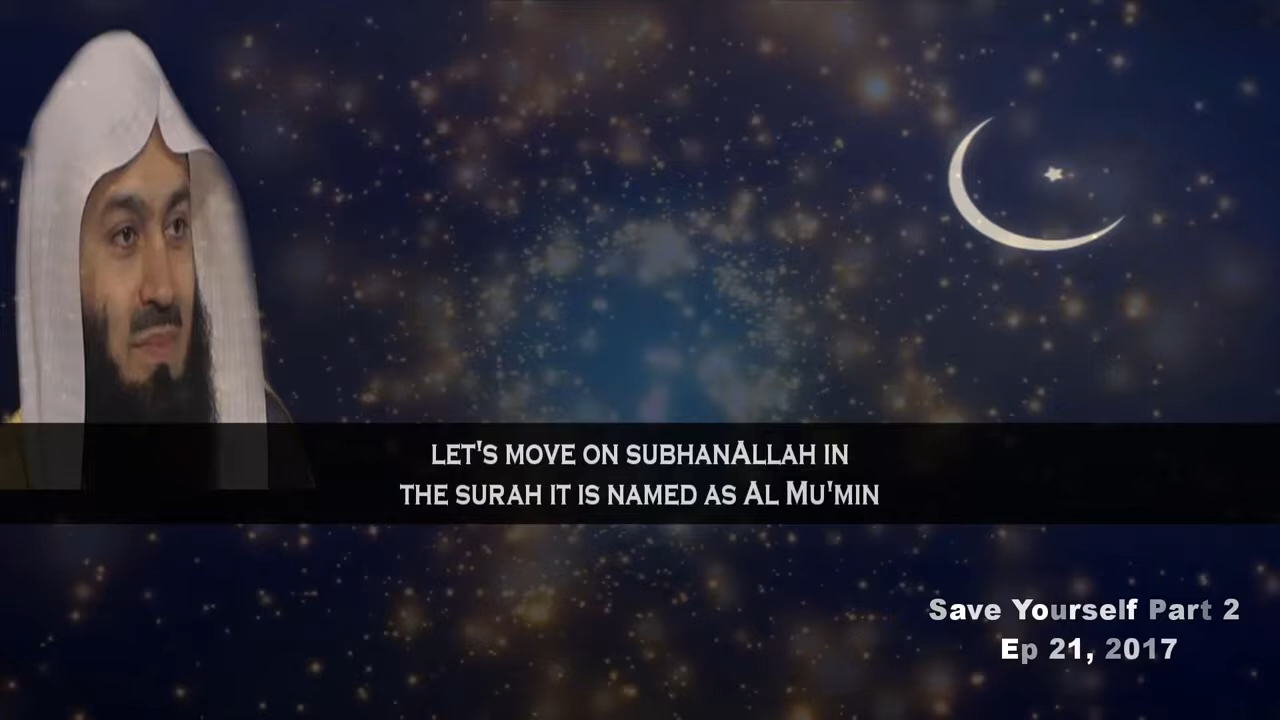 LET'S MOVE ON SUBHANALLAH IN
THE SURAH IT IS NAMED AS AL MU'MIN
Save Yourself Part 2
Ep 21, 2017